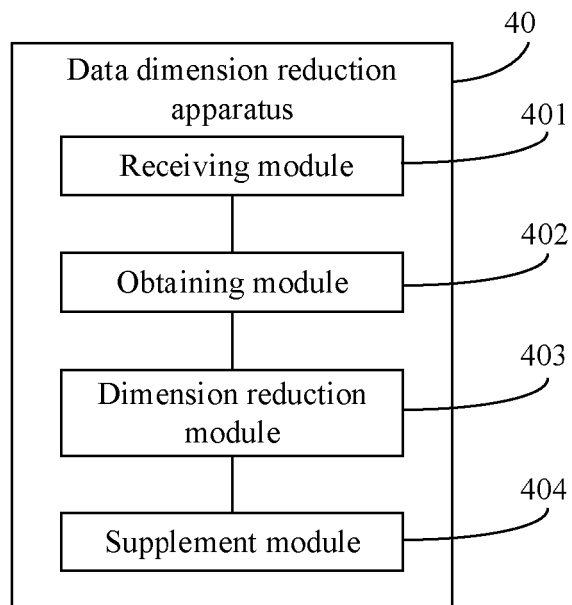 40
Data dimension reduction
apparatus
401
Receiving module
402
Obtaining module
403
Dimension reduction
module
404
Supplement module